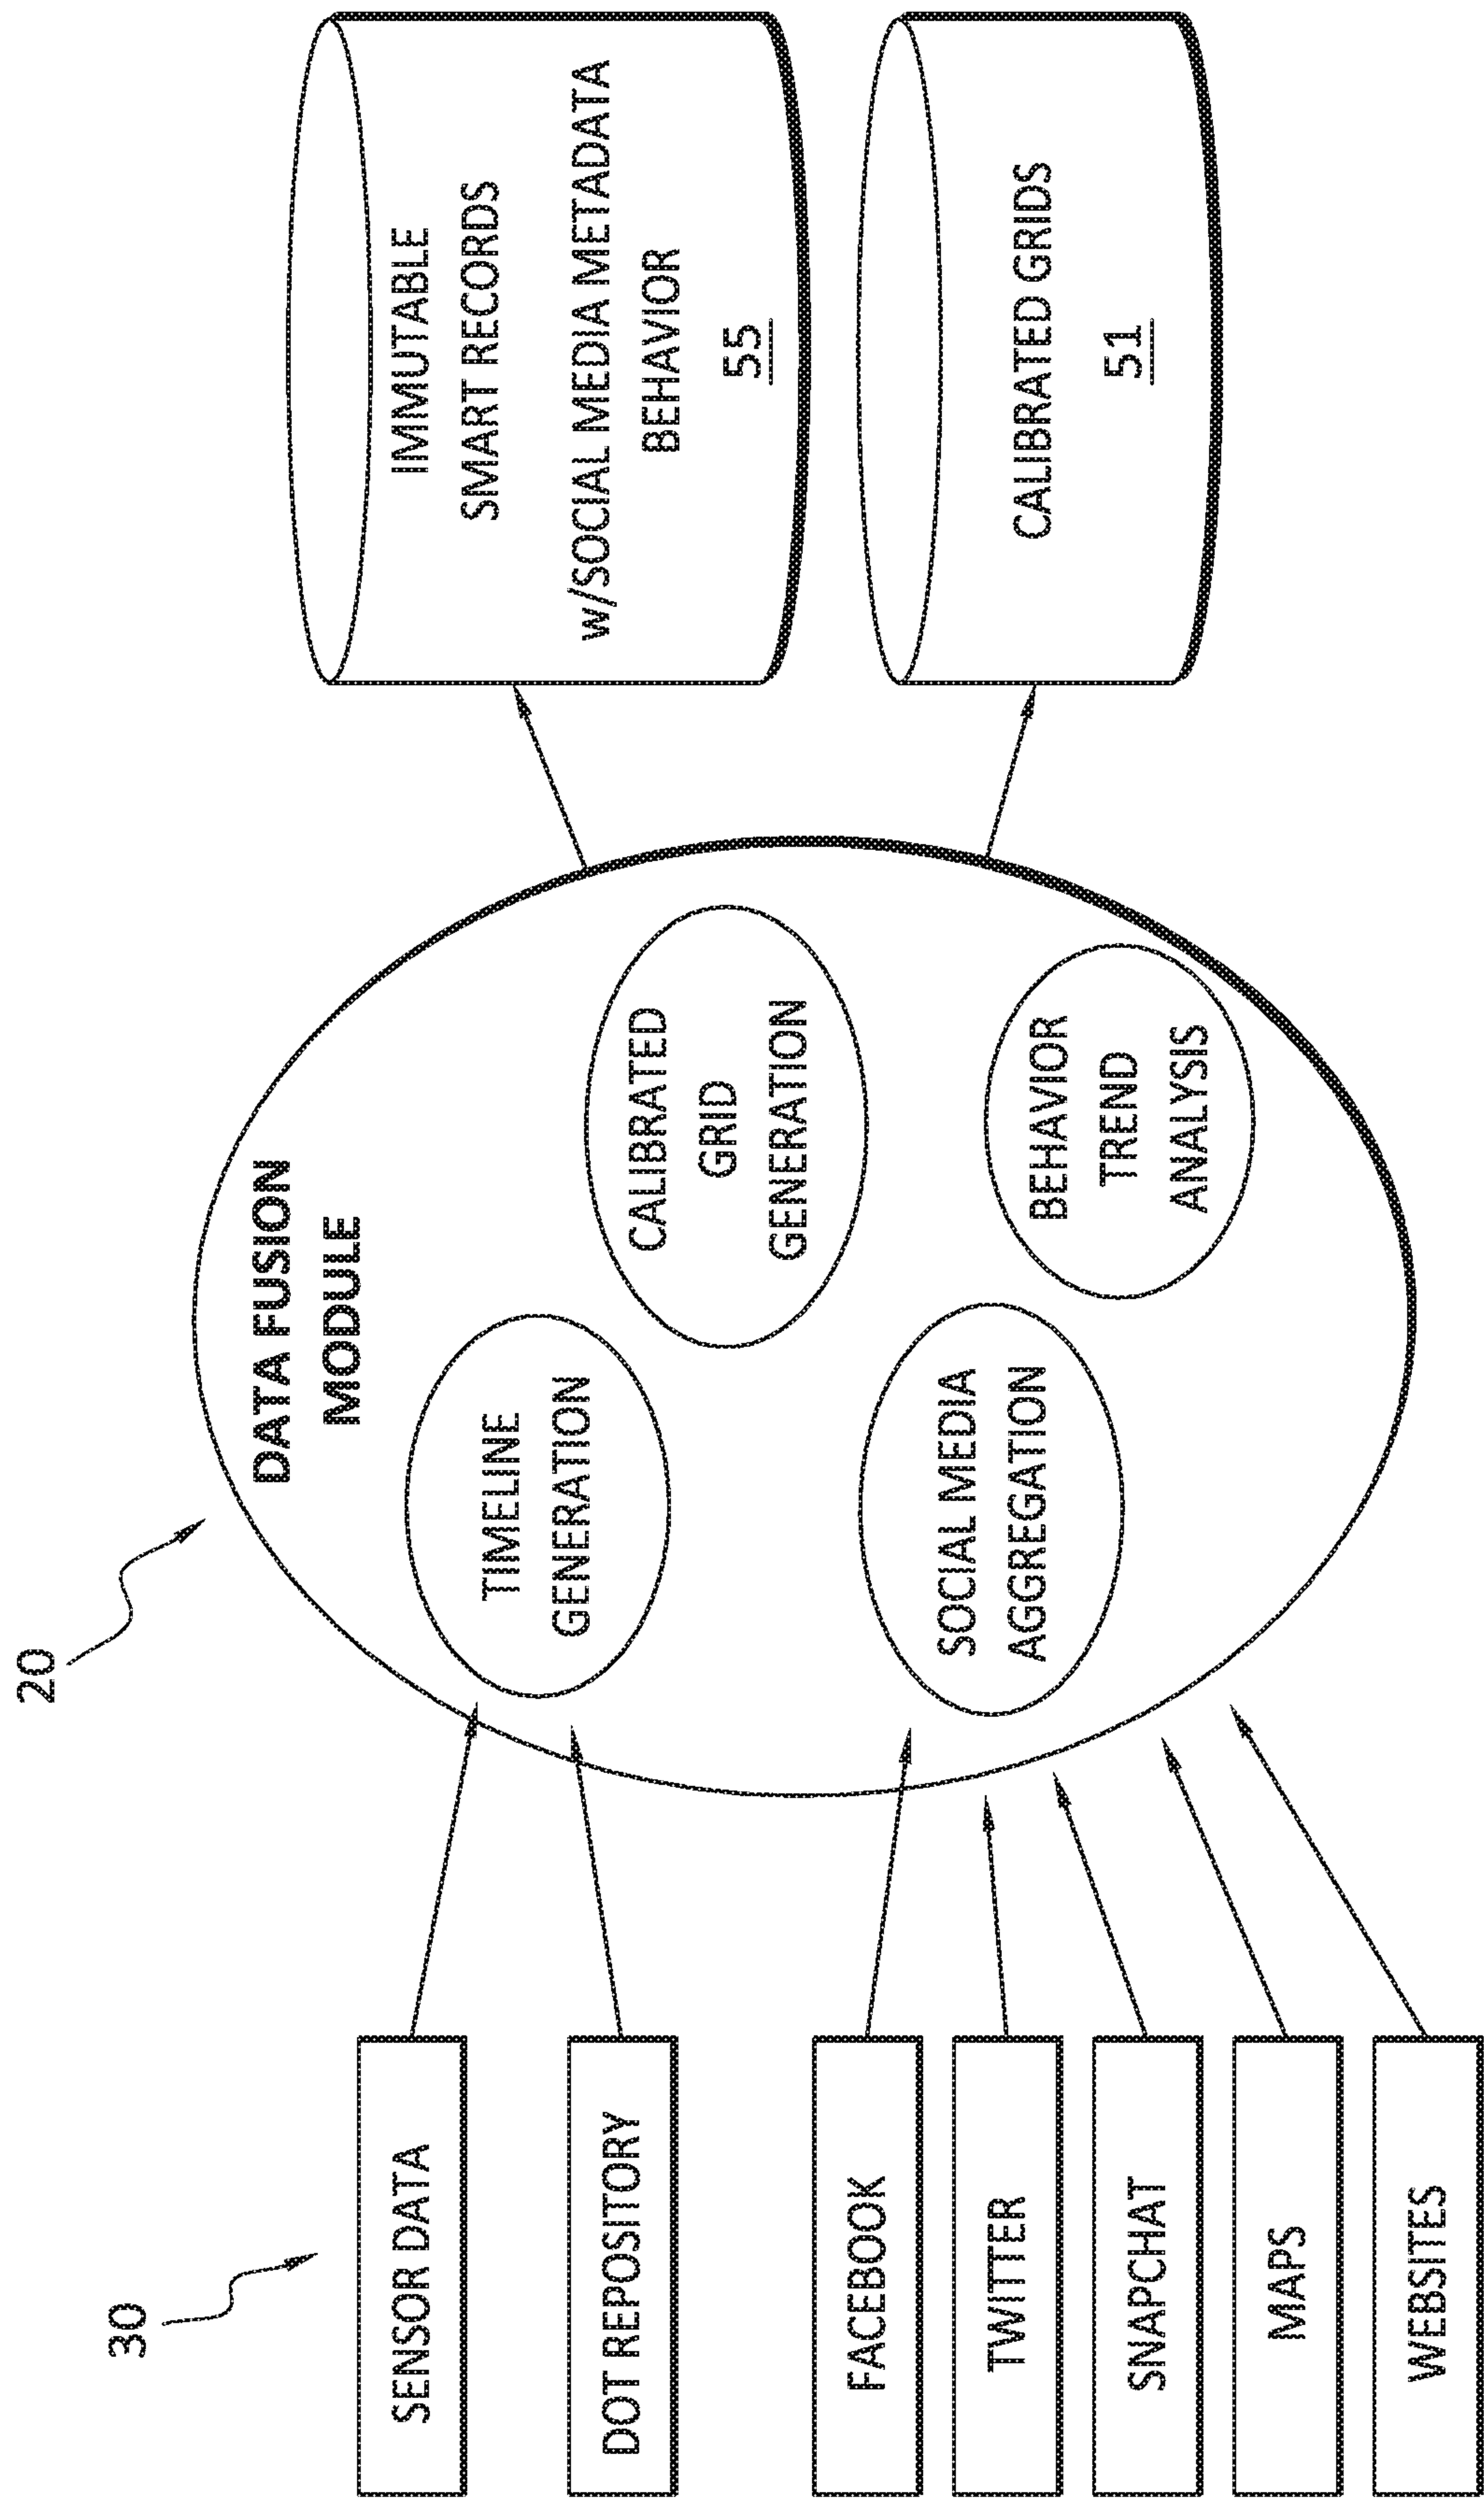 30
SENSOR DATA
DOT REPOSITORY
FACEBOOK
TWITTER
SNAPCHAT
MAPS
WEBSITES
20
DATA FUSION
MODULE
TIMELINE
GENERATION
CALIBRATED
GRID
GENERATION
SOCIAL MEDIA
AGGREGATION
BEHAVIOR
TREND
ANALYSIS
IMMUTABLE
SMART RECORDS
w/SOCIAL MEDIA METADATA
BEHAVIOR
55
CALIBRATED GRIDS
51